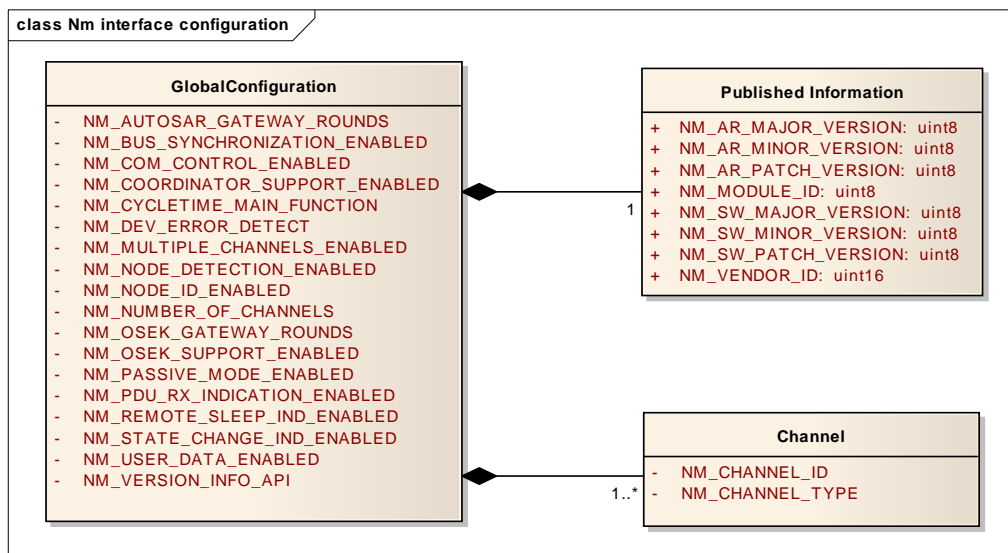 class Nm interface configuration
GlobalConfiguration
- NM_AUTOSAR_GATEWAY_ROUNDS
- NM_BUS_SYNCHRONIZATION_ENABLED
- NM_COM_CONTROL_ENABLED
- NM_COORDINATOR_SUPPORT_ENABLED
- NM_CYCLETIME_MAIN_FUNCTION
- NM_DEV_ERROR_DETECT
- NM_MULTIPLE_CHANNELS_ENABLED
- NM_NODE_DETECTION_ENABLED
- NM_NODE_ID_ENABLED
- NM_NUMBER_OF_CHANNELS
- NM_OSEK_GATEWAY_ROUNDS
- NM_OSEK_SUPPORT_ENABLED
- NM_PASSIVE_MODE_ENABLED
- NM_PDU_RX_INDICATION_ENABLED
- NM_REMOTE_SLEEP_IND_ENABLED
- NM_STATE_CHANGE_IND_ENABLED
- NM_USER_DATA_ENABLED
- NM_VERSION_INFO_API
Published Information
+ NM_AR_MAJOR_VERSION: uint8
+ NM_AR_MINOR_VERSION: uint8
+ NM_AR_PATCH_VERSION: uint8
+ NM_MODULE_ID: uint8
+ NM_SW_MAJOR_VERSION: uint8
+ NM_SW_MINOR_VERSION: uint8
+ NM_SW_PATCH_VERSION: uint8
+ NM_VENDOR_ID: uint16
1
Channel
- NM_CHANNEL_ID
- NM_CHANNEL_TYPE
1..*